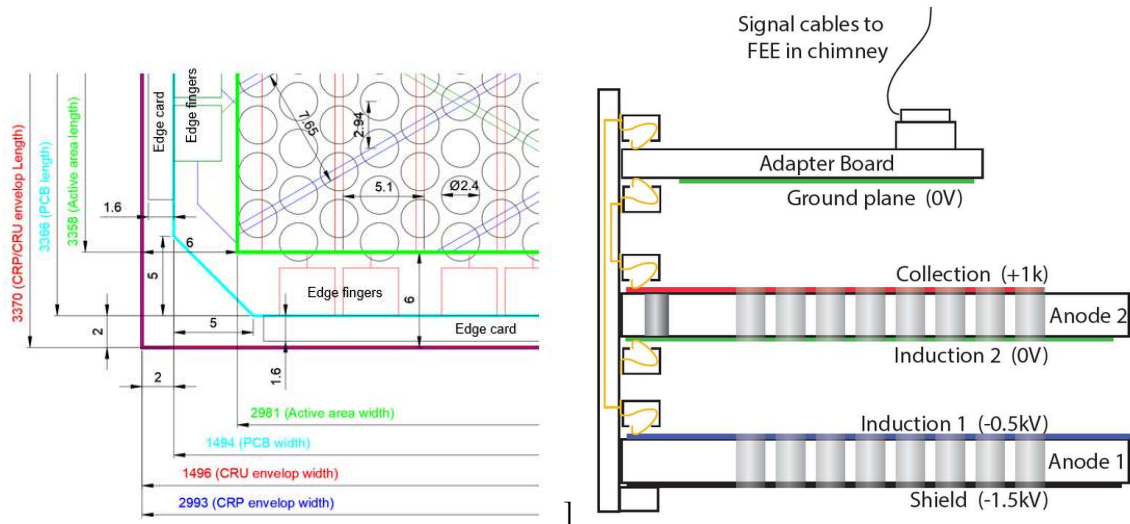 3370 (CRP/CRU envelop Length)
3366 (PCB length)
3358 (Active area length)
Edge card
Edge fingers
7.65
2.94
5.1
Ø2.4
1.6
6
5
Edge fingers
6
5
Edge card
2
1.6
2
2981 (Active area width)
1494 (PCB width)
1496 (CRU envelop width)
2993 (CRP envelop width)
]
Signal cables to
FEE in chimney
Adapter Board
Ground plane (0V)
Collection (+1k)
Anode 2
Induction 2 (0V)
Induction 1 (-0.5kV)
Anode 1
Shield (-1.5kV)